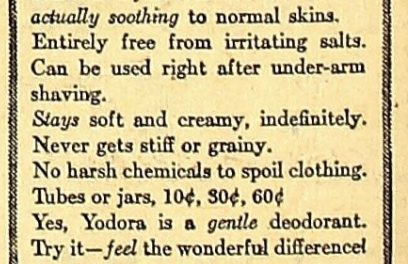 actually soothing to normal skins.
Entirely free from irritating salts.
Can be used right after under-arm
shaving.
Stays soft and creamy, indefinitely.
Never gets stiff or grainy.
No harsh chemicals to spoil clothing.
Tubes or jars, 10¢, 30¢, 60¢
Yes, Yodora is a gentle deodorant.
Try it—feel the wonderful difference!